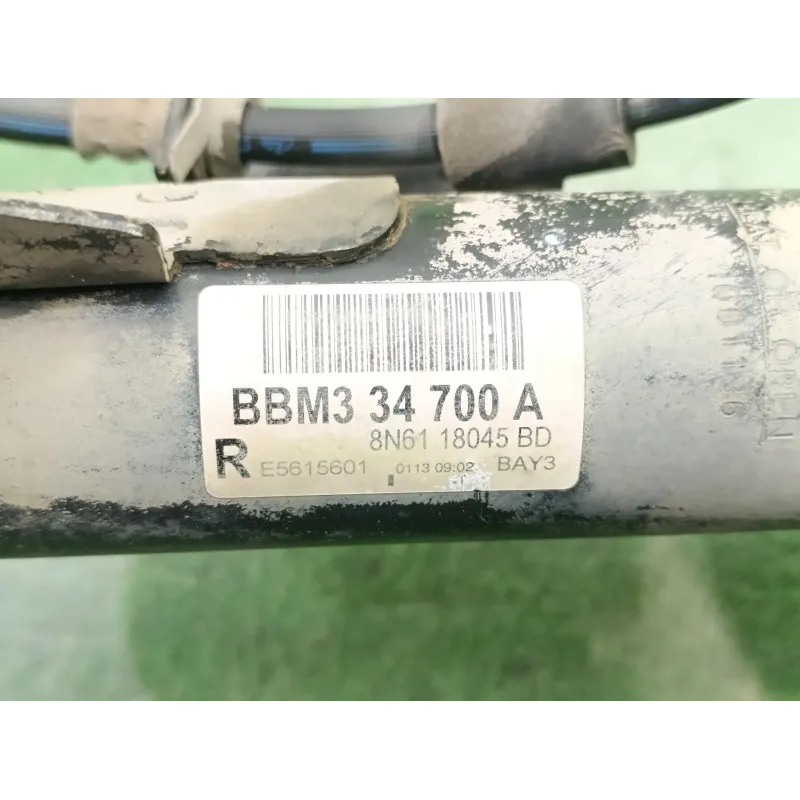 BBM3 34 700 A
8N61 18045 BD
R E5615601 0113 09:02 BAY3